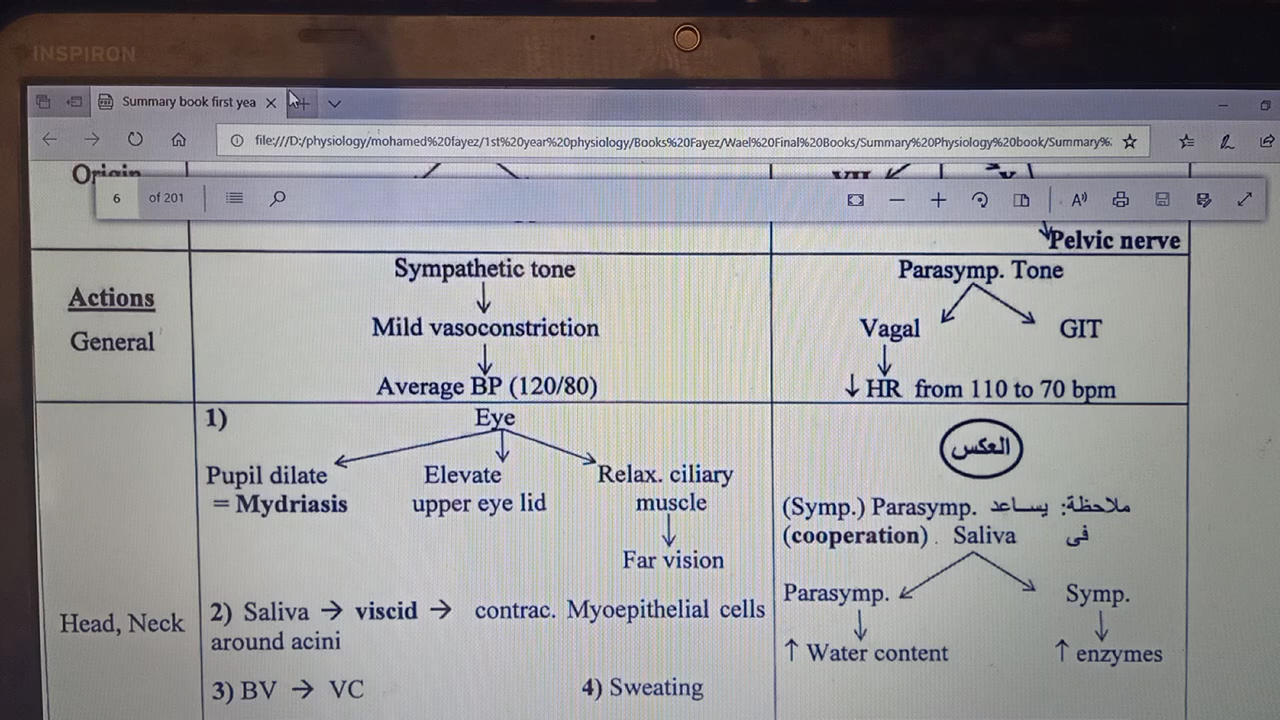 INSPIRON
Summary book first yea
file:///D:/physiology/mohamed%20fayez/1st%20year%20physiology/Books%20Fayez/Wael%20Final%20Books/Summary%20Physiology%20book/Summary%
Origin
VII
X
6 of 201
Pelvic nerve
Actions
General
Sympathetic tone
↓
Mild vasoconstriction
↓
Average BP (120/80)
Parasymp. Tone
Vagal GIT
↓
↓ HR from 110 to 70 bpm
Head, Neck
1) Eye
Pupil dilate
= Mydriasis
Elevate
upper eye lid
Relax. ciliary
muscle
↓
Far vision
2) Saliva → viscid → contrac. Myoepithelial cells
around acini
3) BV → VC 4) Sweating
العكس
ملاحظة: يساعد (Symp.) Parasymp.
(cooperation). Saliva فى
Parasymp. Symp.
↓ ↓
↑ Water content ↑ enzymes